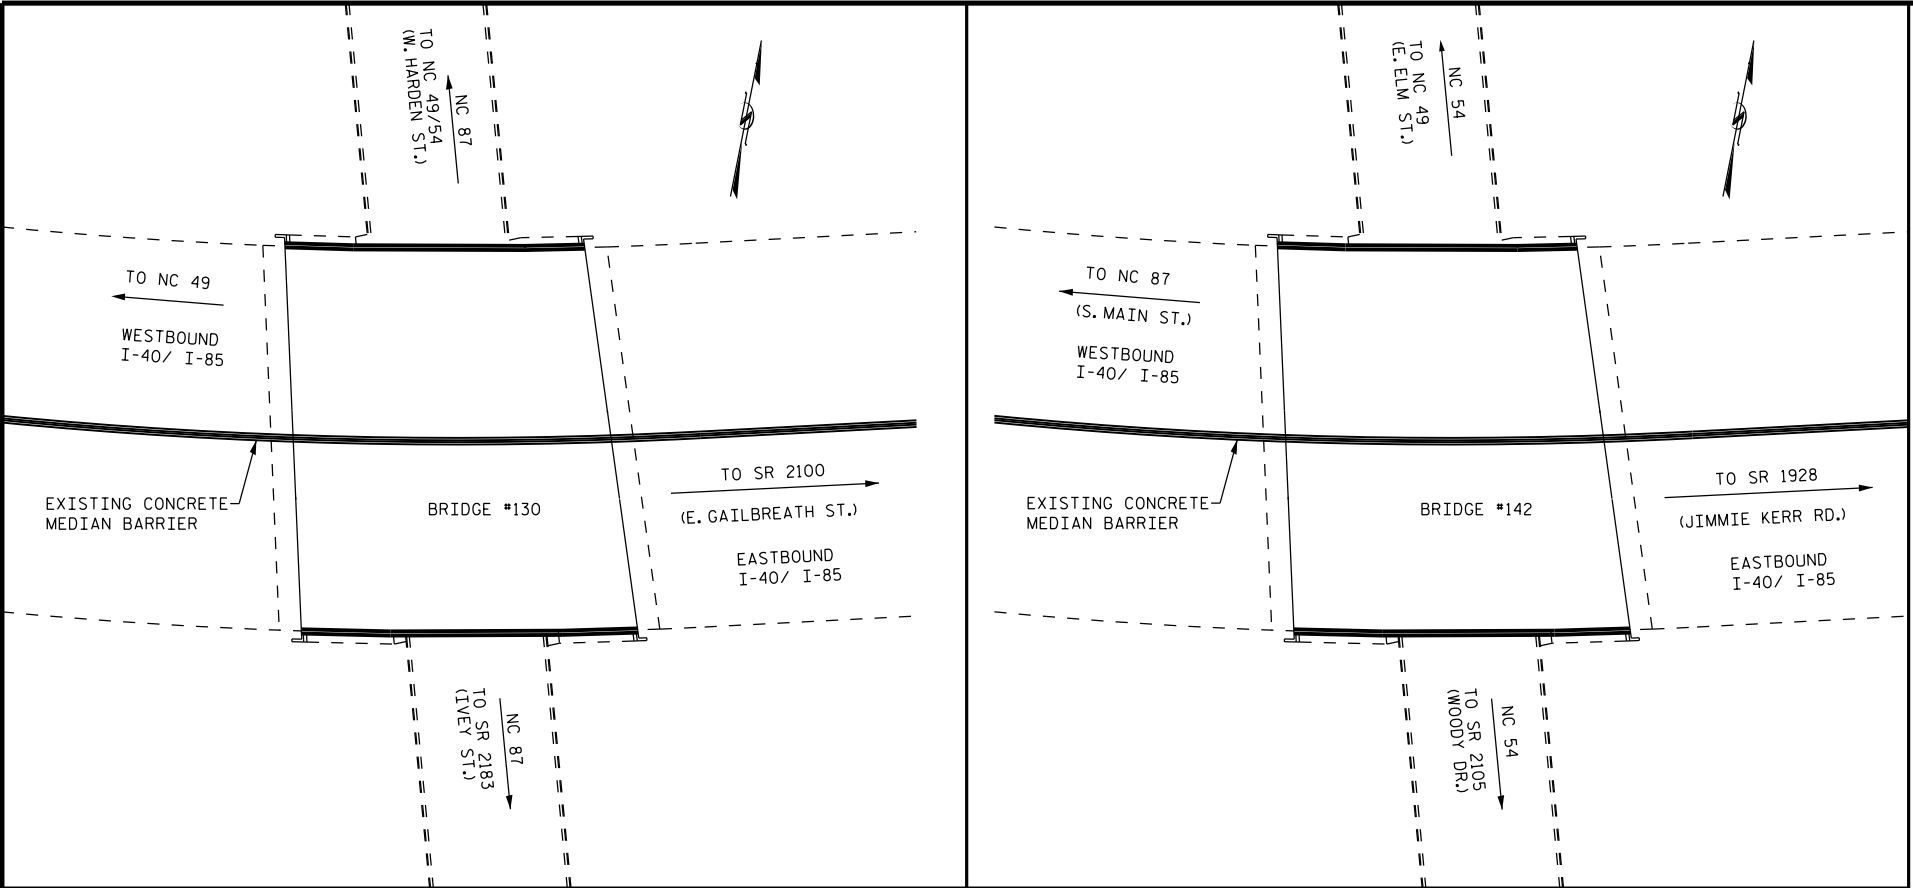 TO NC 49/54
(W. HARDEN ST.)
NC 87
TO NC 49
WESTBOUND
I-40/ I-85
EXISTING CONCRETE
MEDIAN BARRIER
BRIDGE #130
TO SR 2100
(E. GAILBREATH ST.)
EASTBOUND
I-40/ I-85
NC 87
TO SR 2183
(IVEY ST.)
TO NC 49
(E. ELM ST.)
NC 54
TO NC 87
(S. MAIN ST.)
WESTBOUND
I-40/ I-85
EXISTING CONCRETE
MEDIAN BARRIER
BRIDGE #142
TO SR 1928
(JIMMIE KERR RD.)
EASTBOUND
I-40/ I-85
NC 54
TO SR 2105
(WOODY DR.)